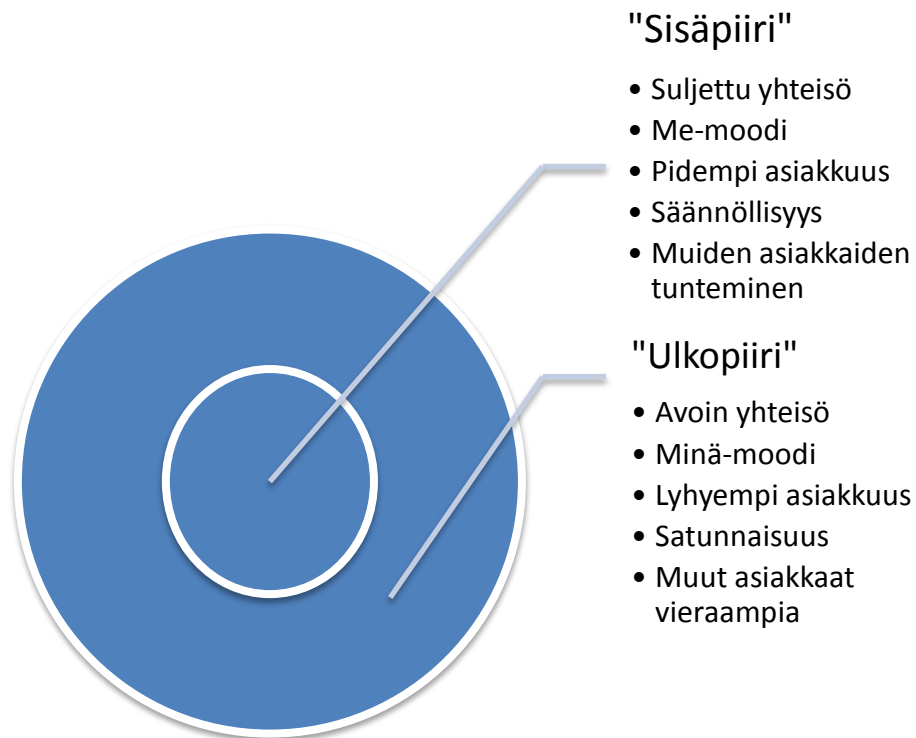 "Sisäpiiri"
• Suljettu yhteisö
• Me-moodi
• Pidempi asiakkuus
• Säännöllisyys
• Muiden asiakkaiden
tunteminen
"Ulkopiiri"
• Avoin yhteisö
• Minä-moodi
• Lyhyempi asiakkuus
• Satunnaisuus
• Muut asiakkaat
vieraampia